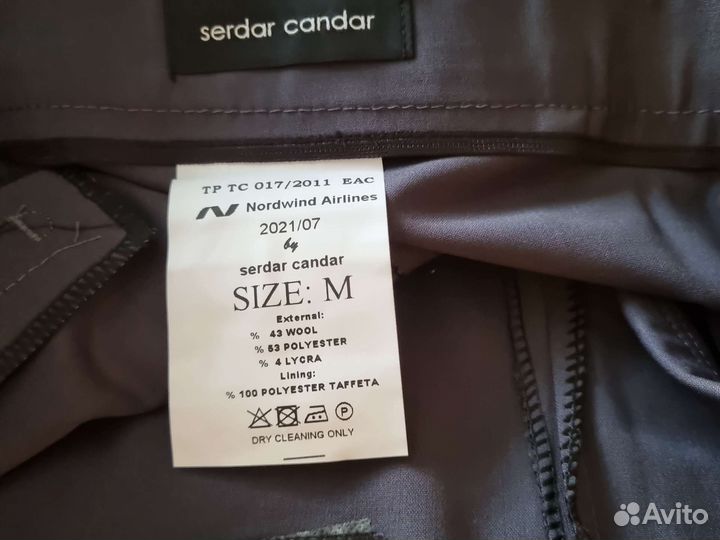 serdar candar
TP TC 017/2011 EAC
Nordwind Airlines
2021/07
by
serdar candar
SIZE: M
External:
% 43 WOOL
% 53 POLYESTER
% 4 LYCRA
Lining:
% 100 POLYESTER TAFFETA
P
DRY CLEANING ONLY
Avito